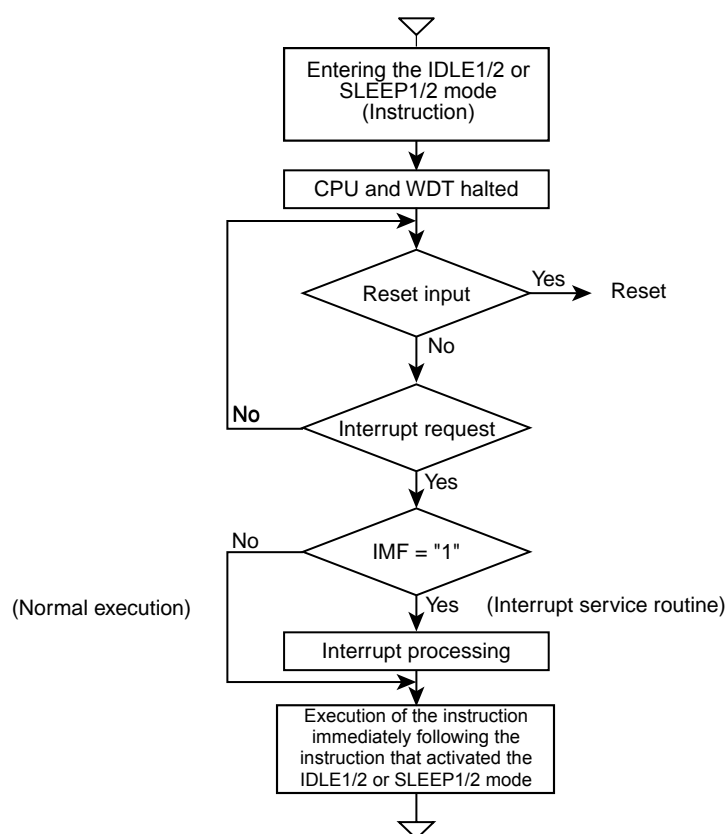 Entering the IDLE1/2 or
SLEEP1/2 mode
(Instruction)
CPU and WDT halted
Reset input
Yes
Reset
No
No
Interrupt request
Yes
No
IMF = "1"
(Normal execution)
Yes
(Interrupt service routine)
Interrupt processing
Execution of the instruction
immediately following the
instruction that activated the
IDLE1/2 or SLEEP1/2 mode